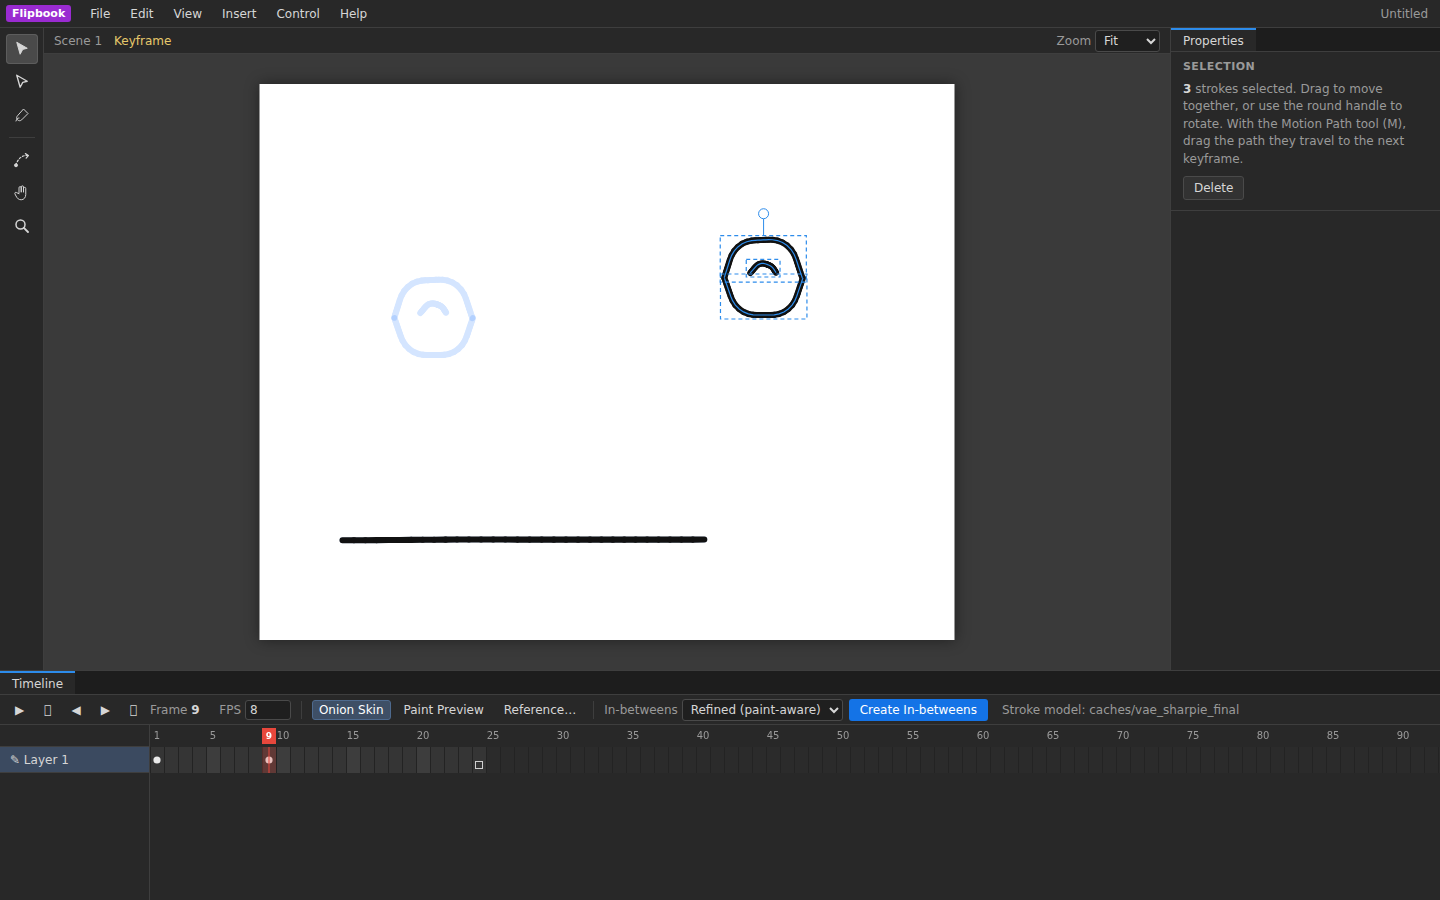 Flipbook File Edit View Insert Control Help Untitled
Scene 1 Keyframe Zoom Fit Properties
SELECTION
3 strokes selected. Drag to move
together, or use the round handle to
rotate. With the Motion Path tool (M),
drag the path they travel to the next
keyframe.
Delete
Timeline
Frame 9 FPS 8 Onion Skin Paint Preview Reference... In-betweens Refined (paint-aware) Create In-betweens Stroke model: caches/vae_sharpie_final
1 5 9 10 15 20 25 30 35 40 45 50 55 60 65 70 75 80 85 90
Layer 1